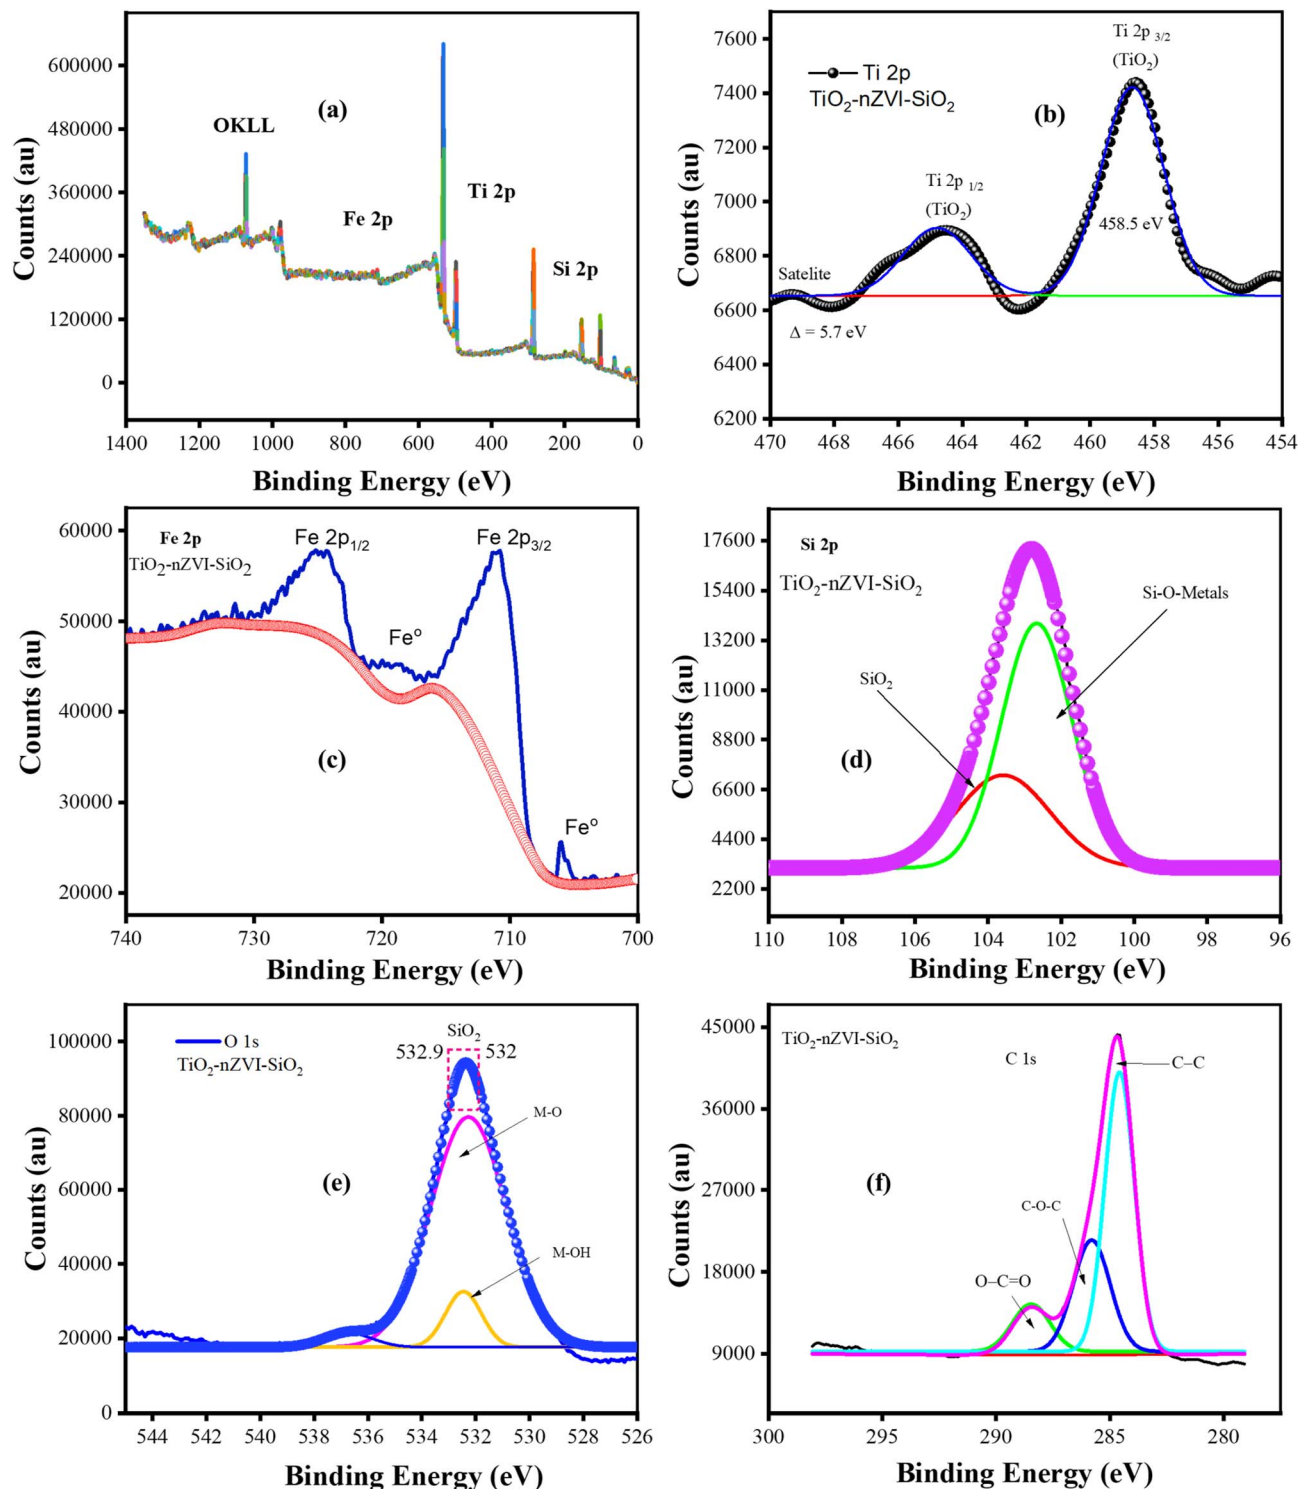 (a)
OKLL
Fe 2p
Ti 2p
Si 2p
Counts (au)
600000
480000
360000
240000
120000
0
1400 1200 1000 800 600 400 200 0
Binding Energy (eV)
Ti 2p
TiO₂-nZVI-SiO₂
(b)
Ti 2p 3/2
(TiO₂)
Ti 2p 1/2
(TiO₂)
458.5 eV
Satelite
Δ = 5.7 eV
Counts (au)
7600
7400
7200
7000
6800
6600
6400
6200
470 468 466 464 462 460 458 456 454
Binding Energy (eV)
Fe 2p
TiO₂-nZVI-SiO₂
Fe 2p₁/₂
Fe 2p₃/₂
Fe⁰
Fe⁰
(c)
Counts (au)
60000
50000
40000
30000
20000
740 730 720 710 700
Binding Energy (eV)
Si 2p
TiO₂-nZVI-SiO₂
Si-O-Metals
SiO₂
(d)
Counts (au)
17600
15400
13200
11000
8800
6600
4400
2200
110 108 106 104 102 100 98 96
Binding Energy (eV)
O 1s
TiO₂-nZVI-SiO₂
SiO₂
532.9 532
M-O
(e)
M-OH
Counts (au)
100000
80000
60000
40000
20000
0
544 542 540 538 536 534 532 530 528 526
Binding Energy (eV)
TiO₂-nZVI-SiO₂
C 1s
C–C
(f)
C-O-C
O–C=O
Counts (au)
45000
36000
27000
18000
9000
300 295 290 285 280
Binding Energy (eV)